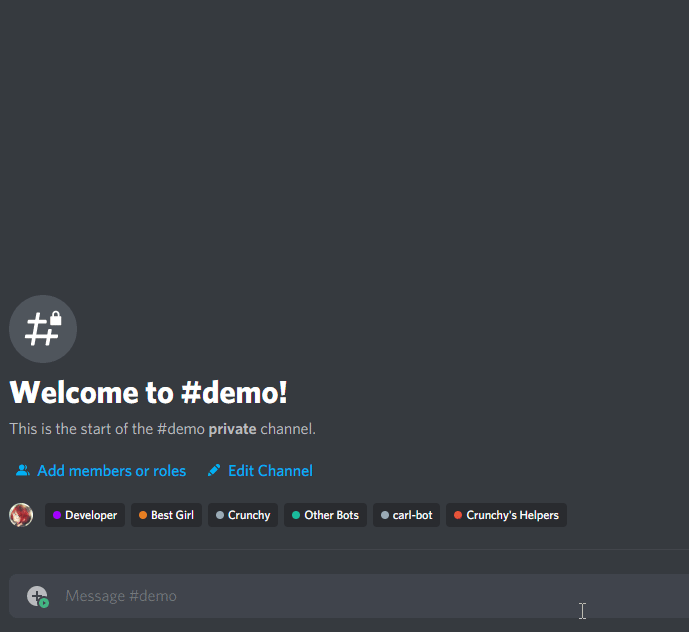 Welcome to #demo!
This is the start of the #demo private channel.
Add members or roles Edit Channel
Developer Best Girl Crunchy Other Bots carl-bot Crunchy's Helpers
Message #demo